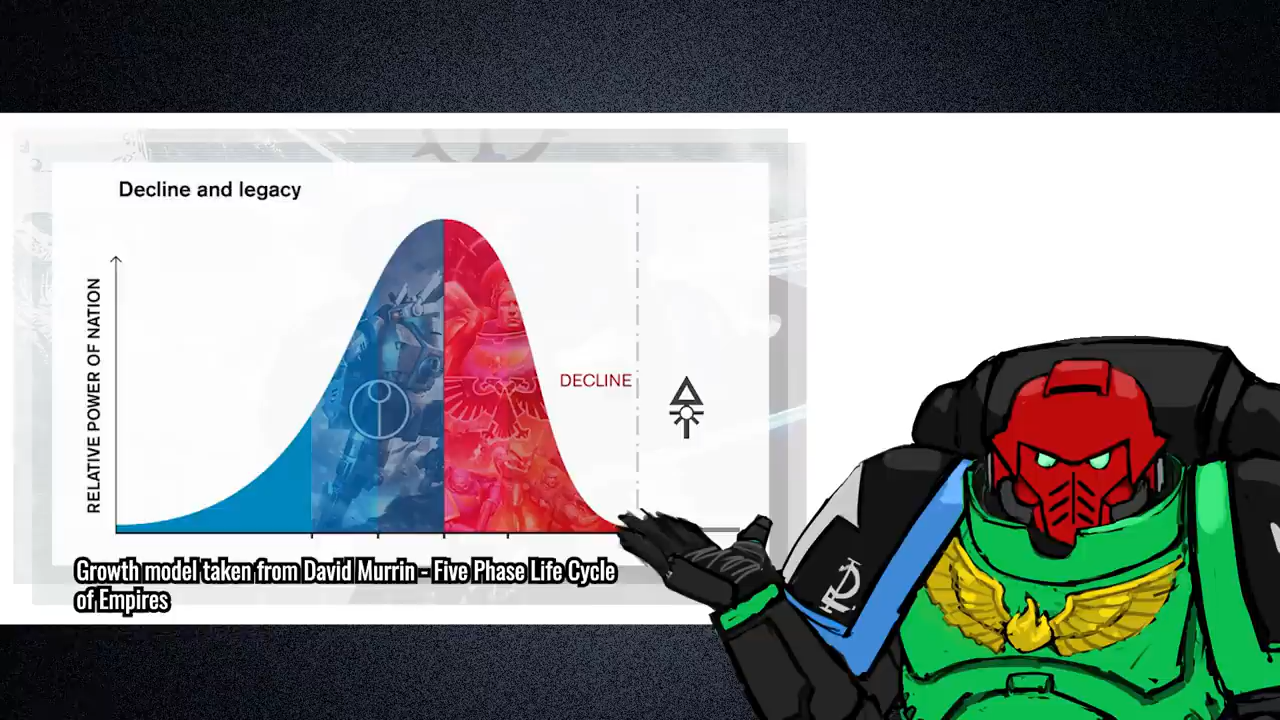 Decline and legacy
RELATIVE POWER OF NATION
DECLINE
Growth model taken from David Murrin - Five Phase Life Cycle
of Empires